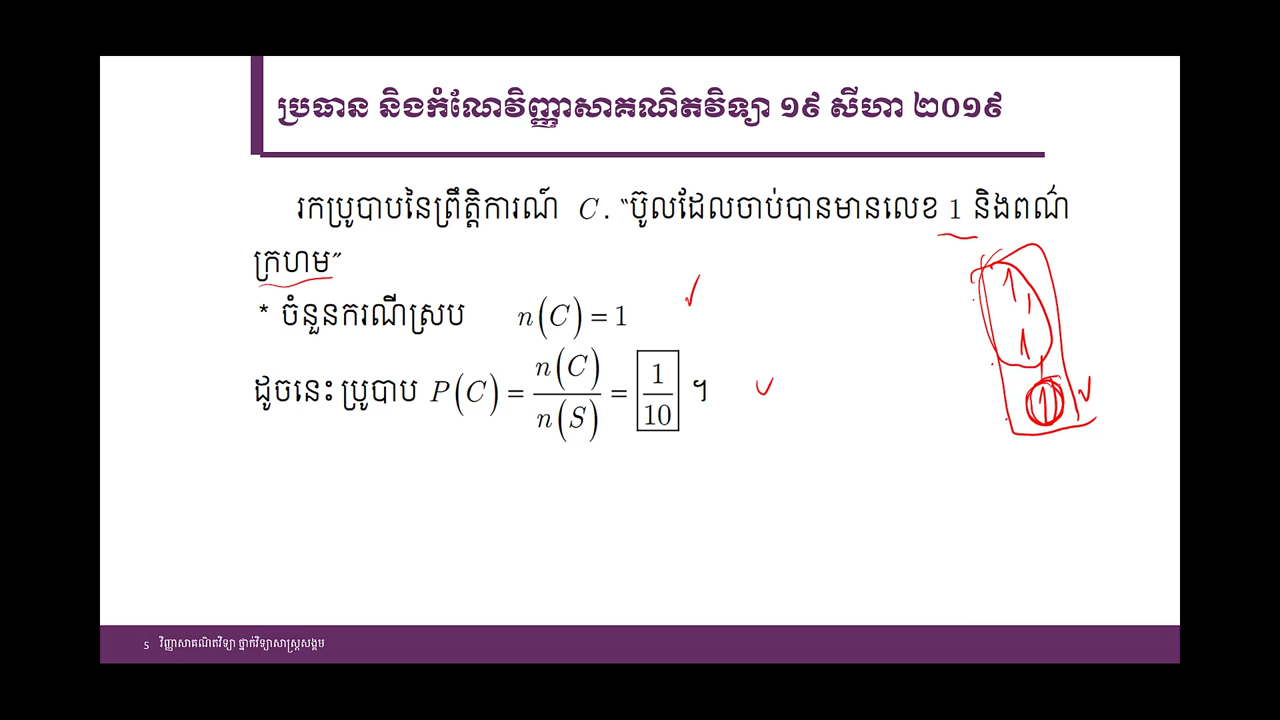 ប្រធាន និងកំណែវិញ្ញាសាគណិតវិទ្យា ១៩ សីហា ២០១៩
រកប្រូបាបនៃព្រឹត្តិការណ៍ C. “ប៊ូលដែលចាប់បានមានលេខ 1 និងពណ៌
ក្រហម”
* ចំនួនករណីស្រប n(C) = 1
ដូចនេះ ប្រូបាប P(C) = n(C)/n(S) = 1/10 ។
1
1
1
1
5 វិញ្ញាសាគណិតវិទ្យា ថ្នាក់វិទ្យាសាស្ត្រសង្គម